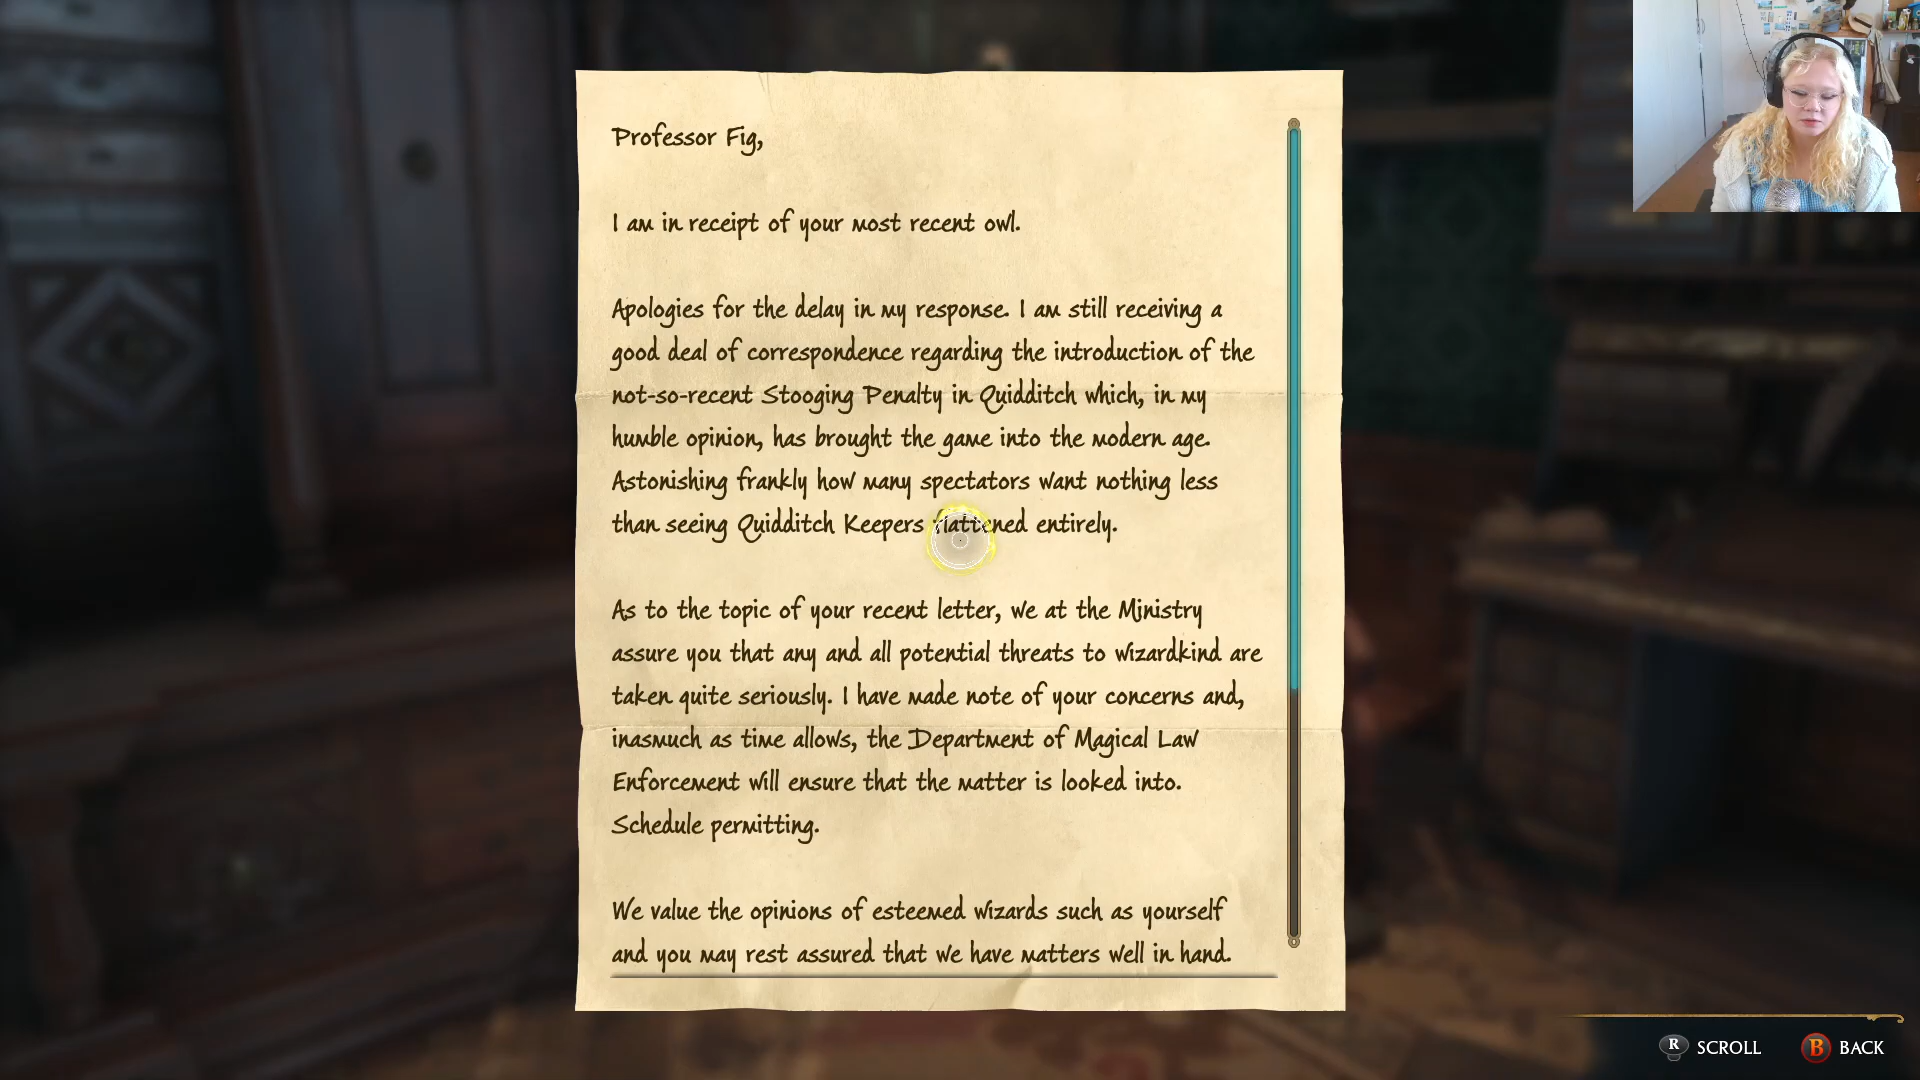 Professor Fig,
I am in receipt of your most recent owl.
Apologies for the delay in my response. I am still receiving a
good deal of correspondence regarding the introduction of the
not-so-recent Stooging Penalty in Quidditch which, in my
humble opinion, has brought the game into the modern age.
Astonishing frankly how many spectators want nothing less
than seeing Quidditch Keepers flattened entirely.
As to the topic of your recent letter, we at the Ministry
assure you that any and all potential threats to wizardkind are
taken quite seriously. I have made note of your concerns and,
inasmuch as time allows, the Department of Magical Law
Enforcement will ensure that the matter is looked into.
Schedule permitting.
We value the opinions of esteemed wizards such as yourself
and you may rest assured that we have matters well in hand.
R SCROLL B BACK